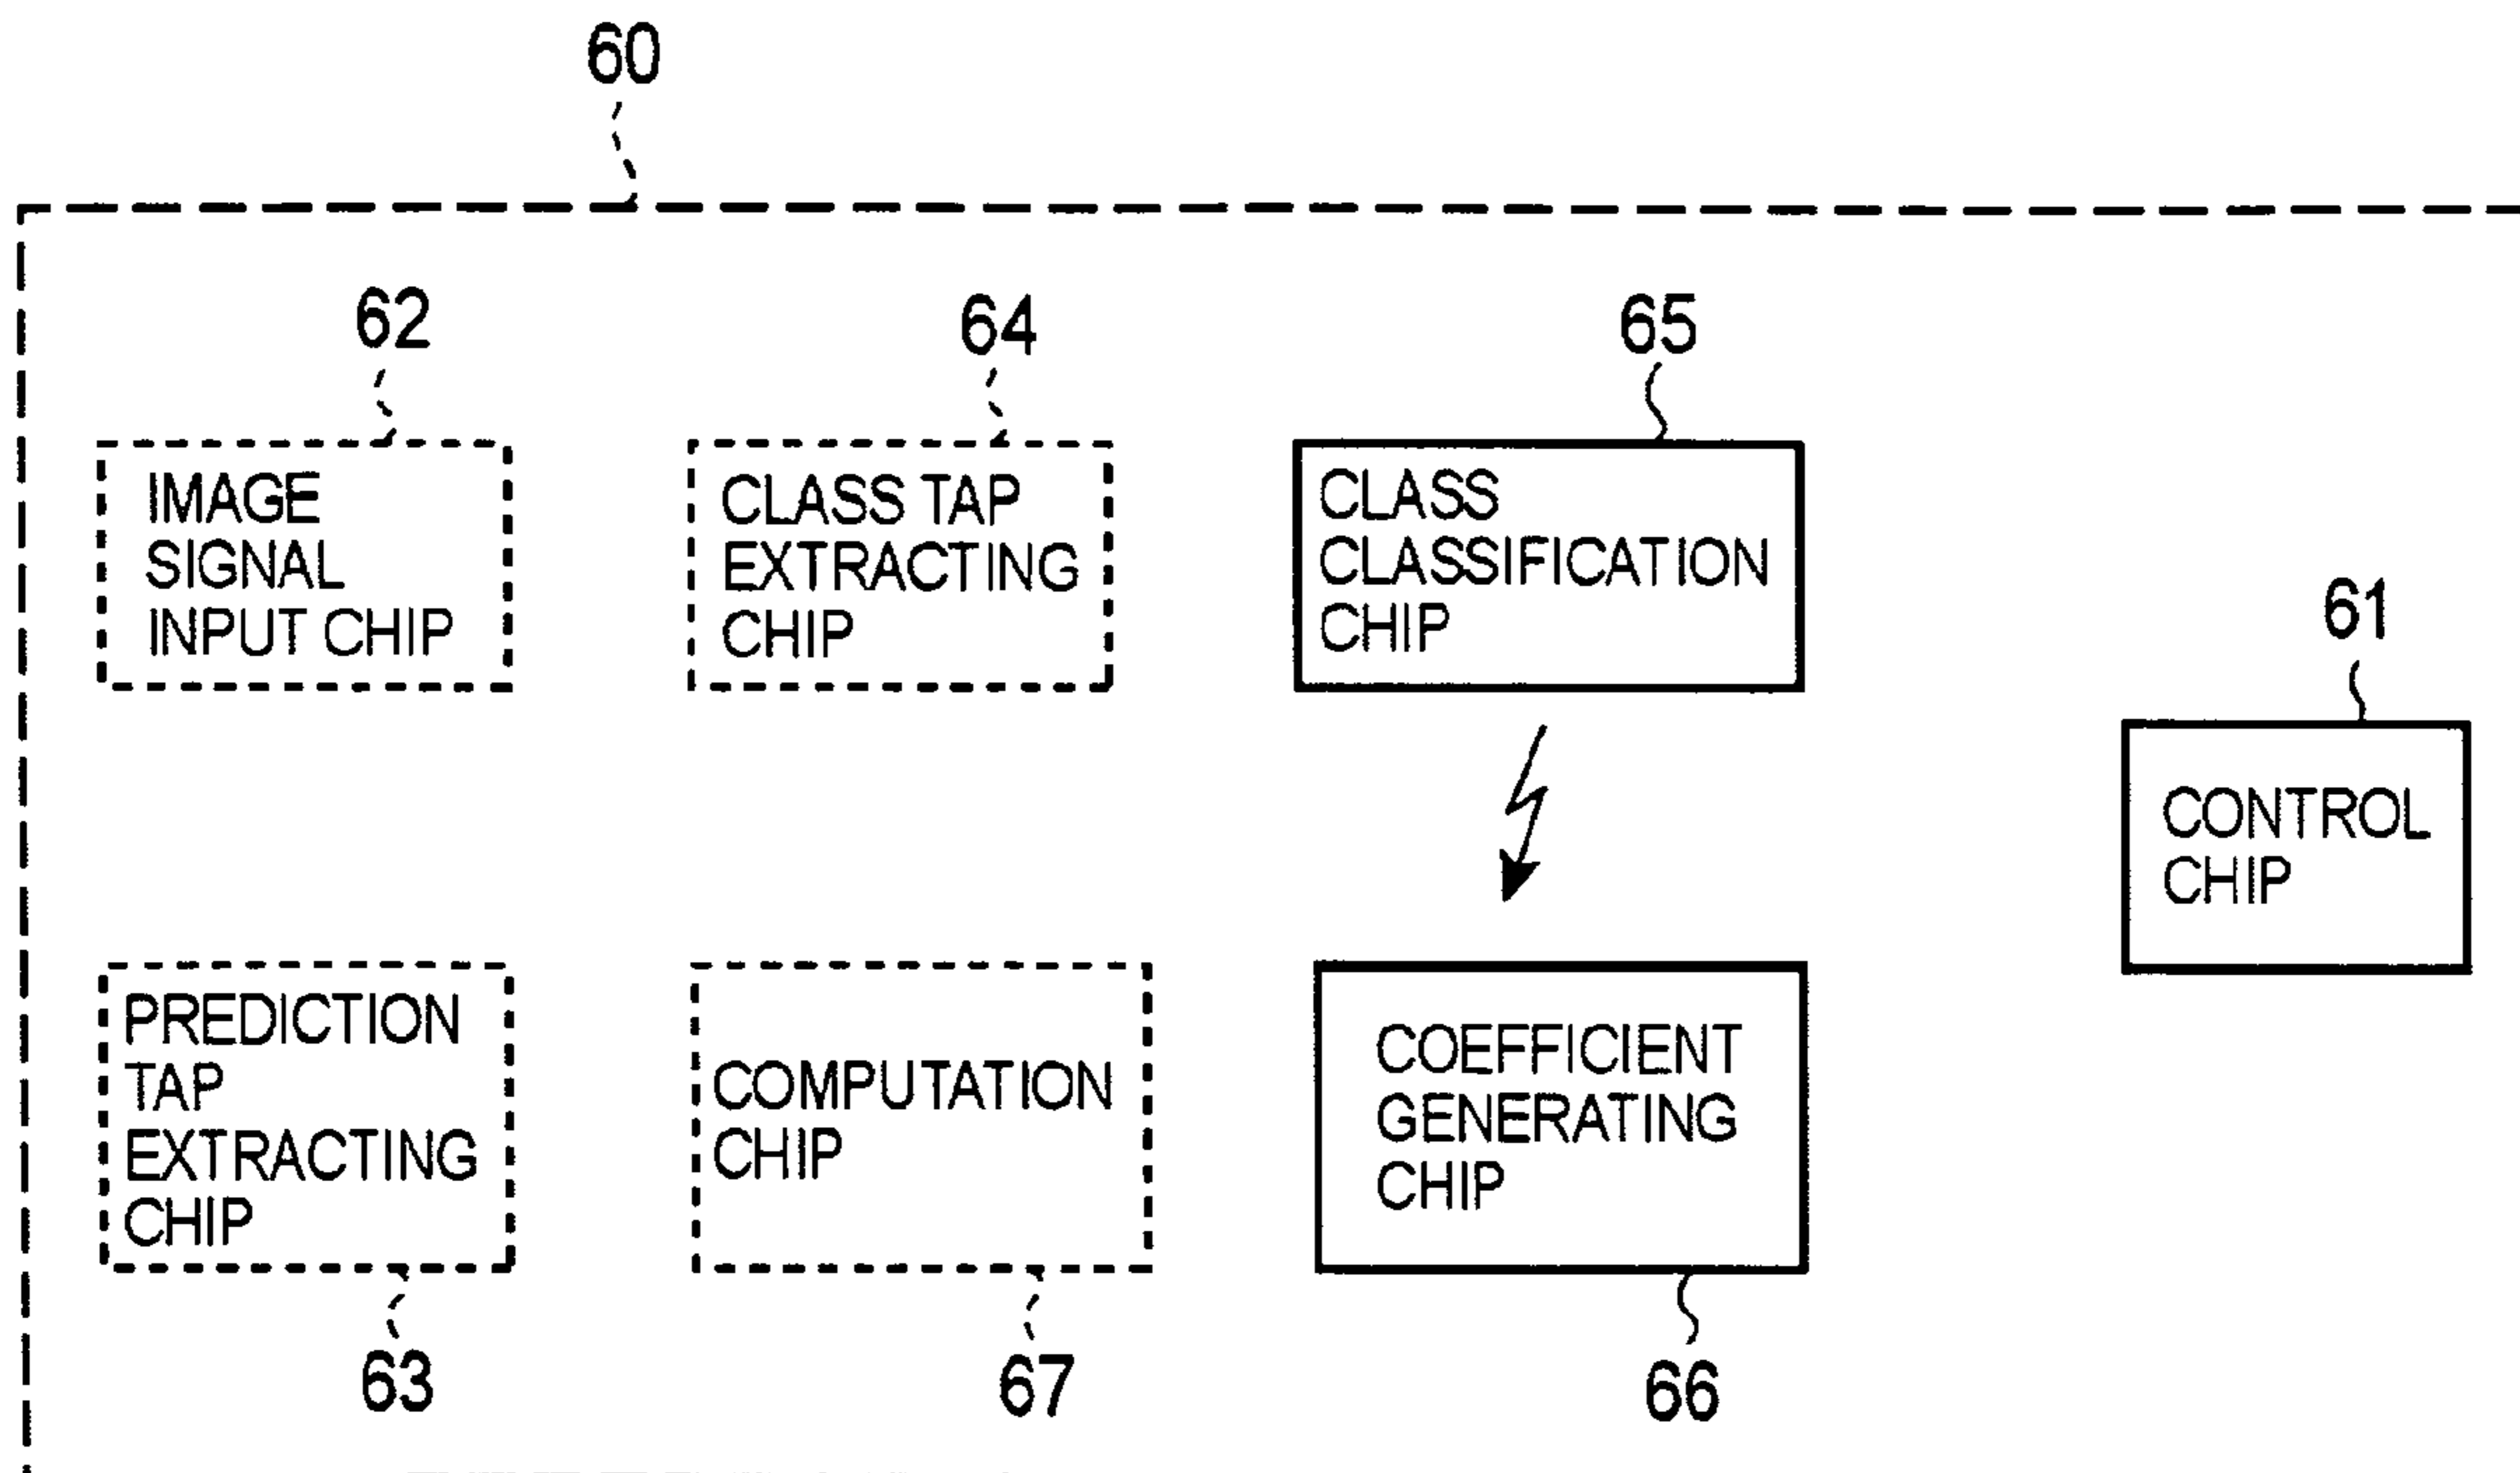 60
62
64
65
IMAGE
SIGNAL
INPUT CHIP
CLASS TAP
EXTRACTING
CHIP
CLASS
CLASSIFICATION
CHIP
61
CONTROL
CHIP
PREDICTION
TAP
EXTRACTING
CHIP
COMPUTATION
CHIP
COEFFICIENT
GENERATING
CHIP
63
67
66